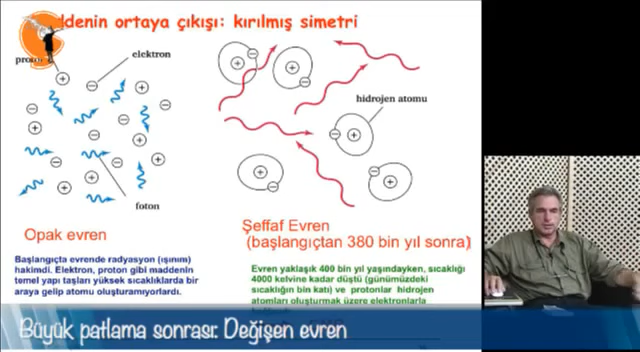 ddenin ortaya çıkışı: kırılmış simetri
proto
elektron
hidrojen atomu
foton
Opak evren
Şeffaf Evren
(başlangıçtan 380 bin yıl sonra)
Başlangıçta evrende radyasyon (ışınım)
hakimdi. Elektron, proton gibi maddenin
temel yapı taşları yüksek sıcaklıklarda bir
araya gelip atomu oluşturamıyorlardı.
Evren yaklaşık 400 bin yıl yaşındayken, sıcaklığı
4000 kelvine kadar düştü (günümüzdeki
sıcaklığın bin katı) ve protonlar hidrojen
atomları oluşturmak üzere elektronlarla
Büyük patlama sonrası: Değişen evren